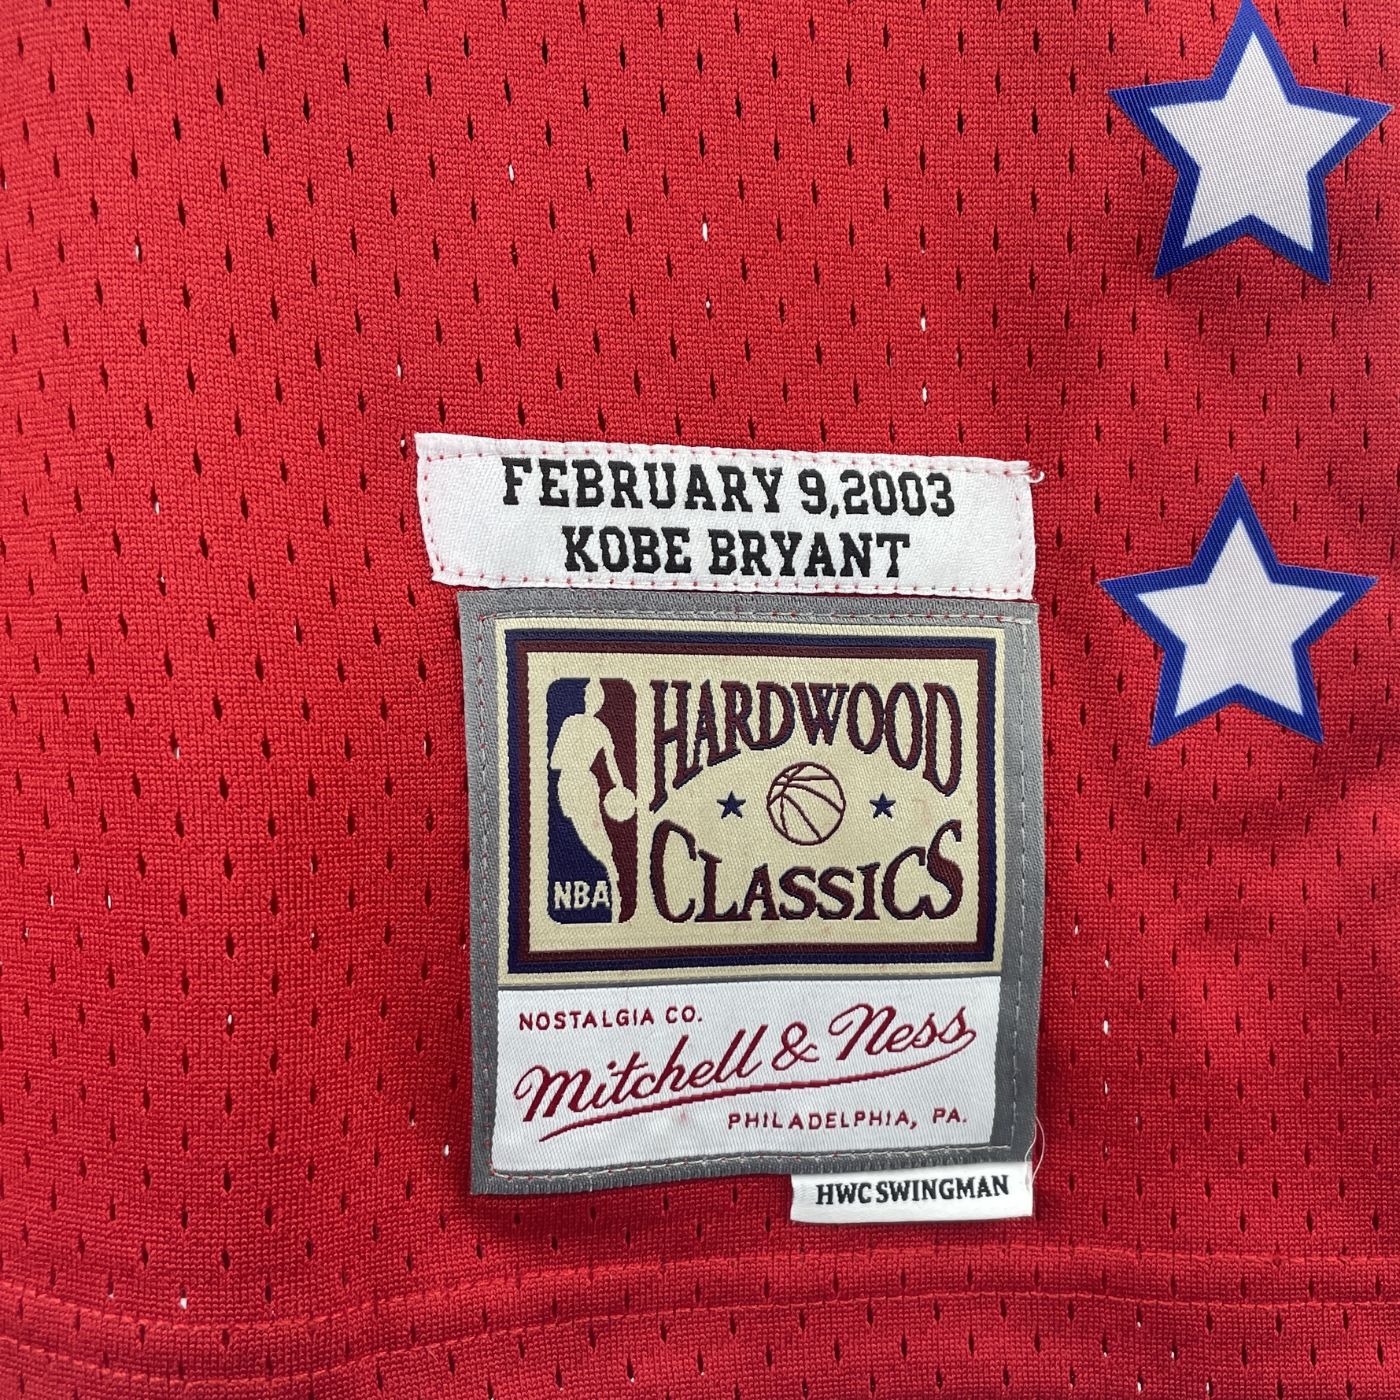 FEBRUARY 9,2003
KOBE BRYANT
HARDWOOD
CLASSICS
NBA
NOSTALGIA CO.
Mitchell & Ness
PHILADELPHIA, PA.
HWC SWINGMAN